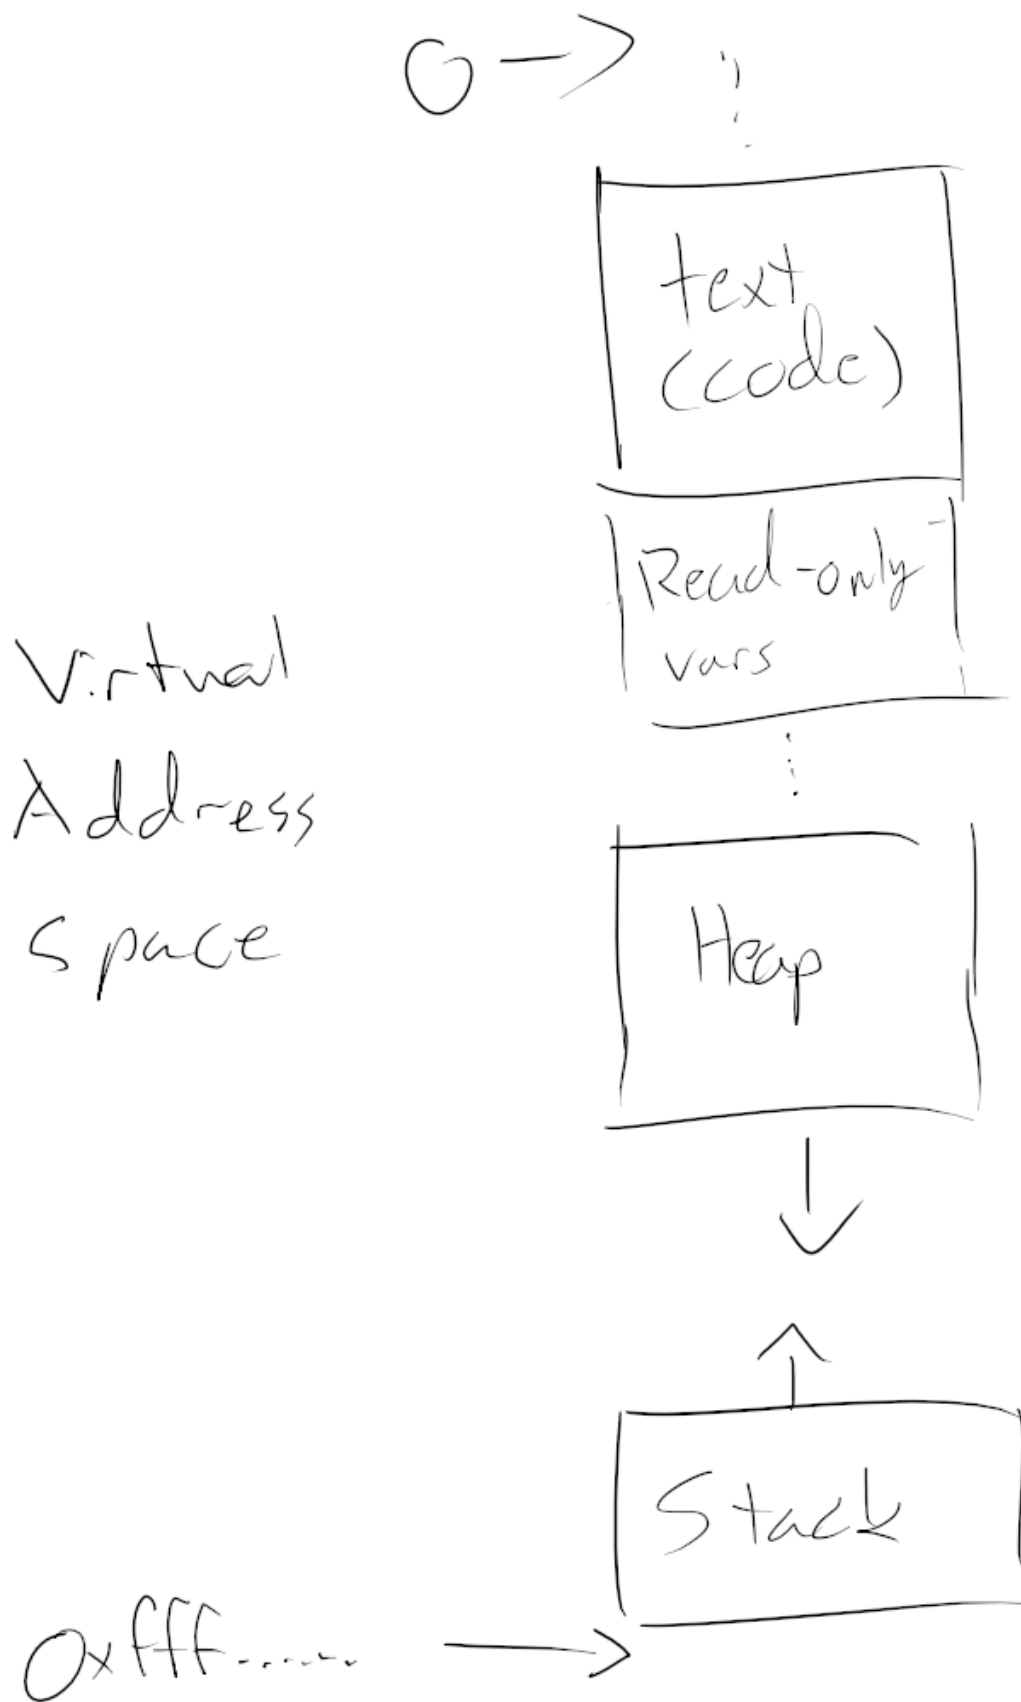 0
text
(code)
Read-only
vars
Virtual
Address
Space
Heap
Stack
0xfff.......